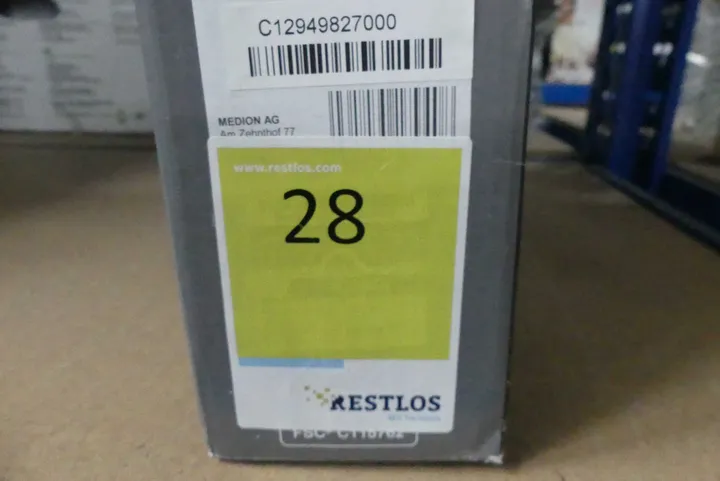 C12949827000
MEDION AG
Am Zehnthof 77
www.restlos.com
28
RESTLOS